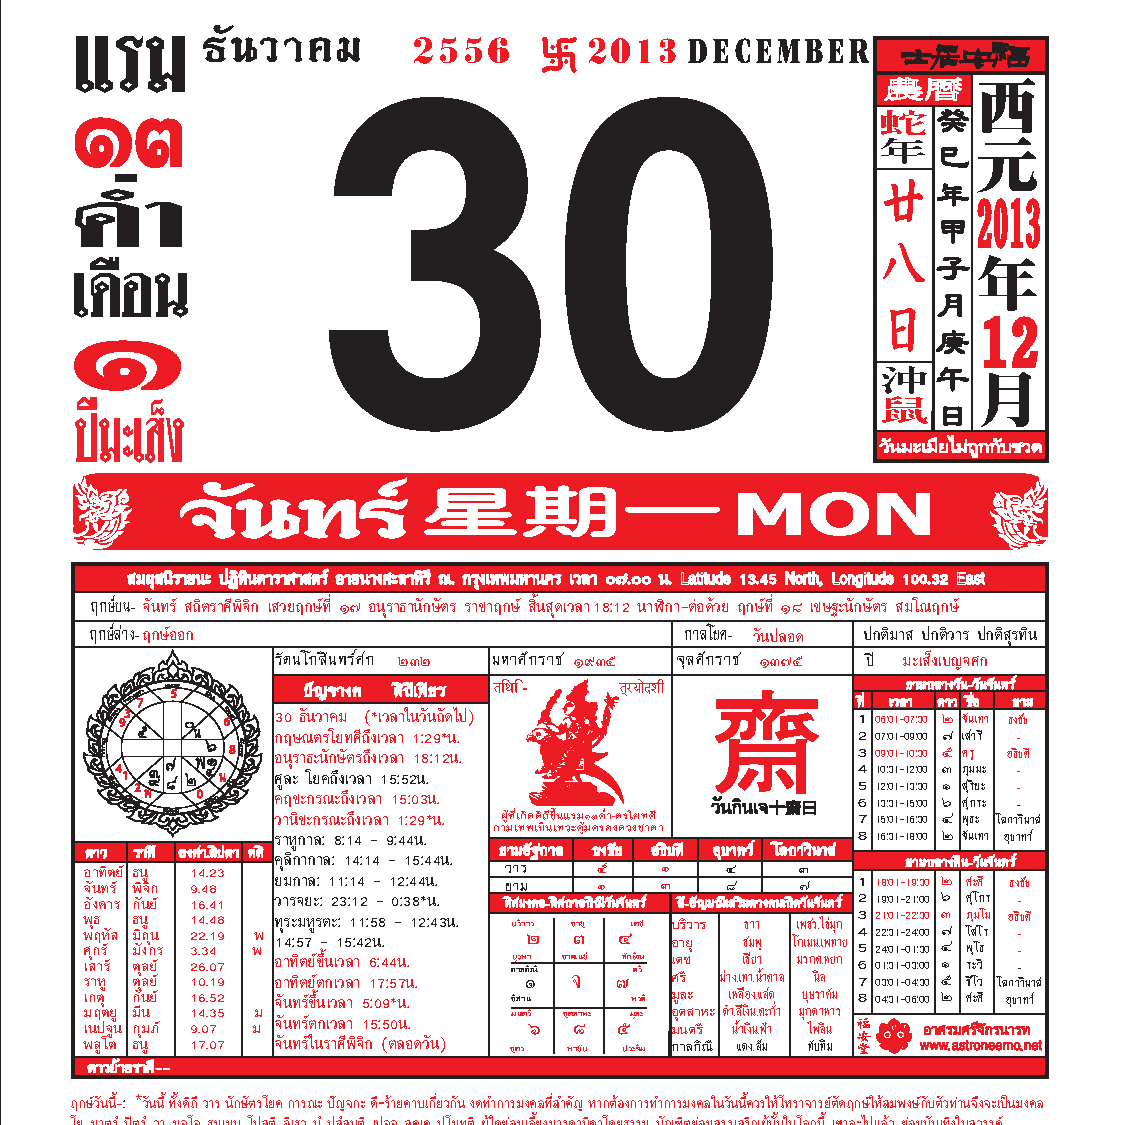 แรม
๑๓
ค่ำ
เดือน
๑
ปีมะเส็ง
ธันวาคม 2556 卐 2013 DECEMBER
30
農曆
蛇年
廿八日
沖鼠
癸巳年甲子月庚午日
西元2013年12月
วันมะเมียไม่ถูกกับชวด
จันทร์ 星期一 MON
สมผุสนิรายนะ ปฏิทินดาราศาสตร์ อายนางศะลาหิรี ณ. กรุงเทพมหานคร เวลา ๐๗.๐๐ น. Latitude 13.45 North, Longitude 100.32 East
ฤกษ์บน- จันทร์ สถิตราศีพิจิก เสวยฤกษ์ที่ ๑๗ อนุราธานักษัตร ราชาฤกษ์ สิ้นสุดเวลา 18:12 นาฬิกา-ต่อด้วย ฤกษ์ที่ ๑๘ เชษฐะนักษัตร สมโณฤกษ์
ฤกษ์ล่าง- ฤกษ์ออก
กาลโยค- วันปลอด
ปกติมาส ปกติวาร ปกติสุรทิน
รัตนโกสินทร์ศก ๒๓๒
มหาศักราช ๑๙๓๕
จุลศักราช ๑๓๗๕
ปี มะเส็งเบญจศก
ปัญจางค ดิถีเพียร
30 ธันวาคม (*เวลาในวันถัดไป)
กฤษณตรโยทศีถึงเวลา 1:29*น.
อนุราธะนักษัตรถึงเวลา 18:12น.
ศูละ โยคถึงเวลา 15:52น.
คฤชะกรณะถึงเวลา 15:03น.
วานิชะกรณะถึงเวลา 1:29*น.
ราหูกาล: 8:14 - 9:44น.
คุลิกากาล: 14:14 - 15:44น.
ยมกาล: 11:14 - 12:44น.
วารจยะ: 23:12 - 0:38*น.
ทุระมหูรตะ: 11:58 - 12:43น.
14:57 - 15:42น.
อาทิตย์ขึ้นเวลา 6:44น.
อาทิตย์ตกเวลา 17:57น.
จันทร์ขึ้นเวลา 5:09*น.
จันทร์ตกเวลา 15:50น.
จันทร์ในราศีพิจิก (ตลอดวัน)
ดาว ราศี องศา.ลิปดา คติ
อาทิตย์ ธนู 14.23
จันทร์ พิจิก 9.48
อังคาร กันย์ 16.41
พุธ ธนู 14.48
พฤหัส มิถุน 22.19 พ
ศุกร์ มังกร 3.34 พ
เสาร์ ตุลย์ 26.07
ราหู ตุลย์ 10.19
เกตุ กันย์ 16.52
มฤตยู มีน 14.35 ม
เนปจูน กุมภ์ 9.07 ม
พลูโต ธนู 17.07
तिथि - त्रयोदशी
ผู้ที่เกิดดิถีขึ้นแรม๑๓ค่ำ-ตรโยทศี
กามเทพเป็นเทวะคุ้มครองดวงชาตา
齋
วันกินเจ十齋日
ยามอัฐกาล ธงชัย อธิบดี อุบาทว์ โลกาวินาศ
วาร ๕ ๑ ๔ ๓
ยาม ๑ ๓ ๘ ๗
บริวาร อายุ เดช
๒ ๓ ๔
บูรพา อาคเนย์ ทักษิณ
กาลกิณี ศรี
๑ ๗
อีสาน หรดี
มนตรี อุตสาหะ มูละ
๖ ๘ ๕
อุดร พายัพ ประจิม
บริวาร ขาว เพชร.ไข่มุก
อายุ ชมพู โกเมนเพทาย
เดช เขียว มรกต.หยก
ศรี ม่วง.เทา.น้ำตาล นิล
มูละ เหลือง.แสด บุษราคัม
อุตสาหะ ดำ.สีเงิน.ตะกั่ว มุกดาหาร
มนตรี น้ำเงิน.ฟ้า ไพลิน
กาลกิณี แดง.ส้ม ทับทิม
ยามกลางวัน-วันจันทร์
ที่ เวลา ดาว ชื่อ ยาม
1 06:01-07:30 ๒ จันเทา ธงชัย
2 07:31-09:00 ๗ เสารี -
3 09:01-10:30 ๕ ครู อธิบดี
4 10:31-12:00 ๓ ภุมมะ -
5 12:01-13:30 ๑ สุริยะ -
6 13:31-15:00 ๖ ศุกระ -
7 15:01-16:30 ๔ พุธะ โลกาวินาศ
8 16:31-18:00 ๒ จันเทา อุบาทว์
ยามกลางคืน-วันจันทร์
1 18:01-19:30 ๒ ศะศิ ธงชัย
2 19:31-21:00 ๖ ศุโกร -
3 21:01-22:30 ๓ ภุมโม อธิบดี
4 22:31-24:00 ๗ โสโร -
5 24:01-01:30 ๔ พุโธ -
6 01:31-03:00 ๑ ระวิ -
7 03:01-04:30 ๕ ชีโว โลกาวินาศ
8 04:31-06:00 ๒ ศะศิ อุบาทว์
อาศรมศรีจักรนารท
www.astroneemo.net
ดาวย้ายราศี--
ฤกษ์วันนี้-: *วันนี้ ทั้งดิถี วาร นักษัตรโยค การณะ ปัญจกะ ดี-ร้ายคาบเกี่ยวกัน งดทำการมงคลที่สำคัญ หากต้องการทำการมงคลในวันนี้ควรให้โหราจารย์ตัดฤกษ์ให้สมพงษ์กับตัวท่านจึงจะเป็นมงคล